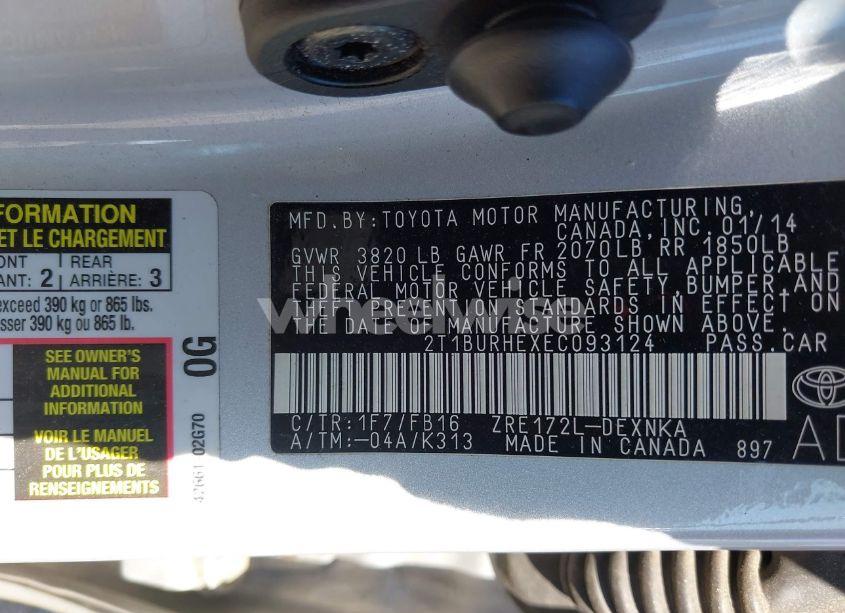 FORMATION
ET LE CHARGEMENT
ONT
ANT: 2
REAR
ARRIÈRE: 3
exceed 390 kg or 865 lbs.
sser 390 kg ou 865 lb.
SEE OWNER'S
MANUAL FOR
ADDITIONAL
INFORMATION
VOIR LE MANUEL
DE L'USAGER
POUR PLUS DE
RENSEIGNEMENTS
0G
42661-02G70
MFD.BY:TOYOTA MOTOR MANUFACTURING,
CANADA,INC. 01/14
GVWR 3820 LB GAWR FR 2070LB RR 1850LB
THIS VEHICLE CONFORMS TO ALL APPLICABLE
FEDERAL MOTOR VEHICLE SAFETY, BUMPER AND
THEFT PREVENTION STANDARDS IN EFFECT ON
THE DATE OF MANUFACTURE SHOWN ABOVE.
2T1BURHEXEC093124 PASS.CAR
C/TR:1F7/FB16 ZRE172L-DEXNKA
A/TM:-04A/K313 MADE IN CANADA 897
wheelwise